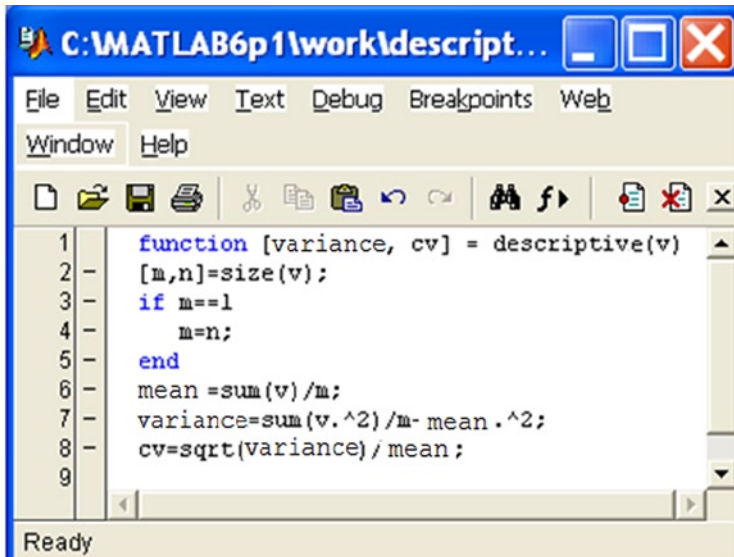 C:\MATLAB6p1\work\descript...
File Edit View Text Debug Breakpoints Web
Window Help
1 function [variance, cv] = descriptive(v)
2 – [m,n]=size(v);
3 – if m==1
4 – m=n;
5 – end
6 – mean =sum(v)/m;
7 – variance=sum(v.^2)/m- mean .^2;
8 – cv=sqrt(variance)/mean;
9
Ready